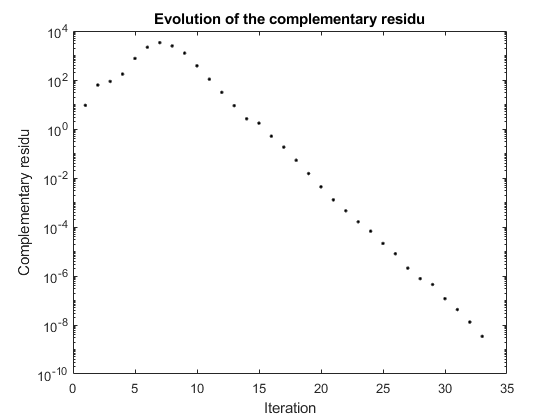 Evolution of the complementary residu
10^4
10^2
10^0
10^-2
10^-4
10^-6
10^-8
10^-10
Complementary residu
0 5 10 15 20 25 30 35
Iteration